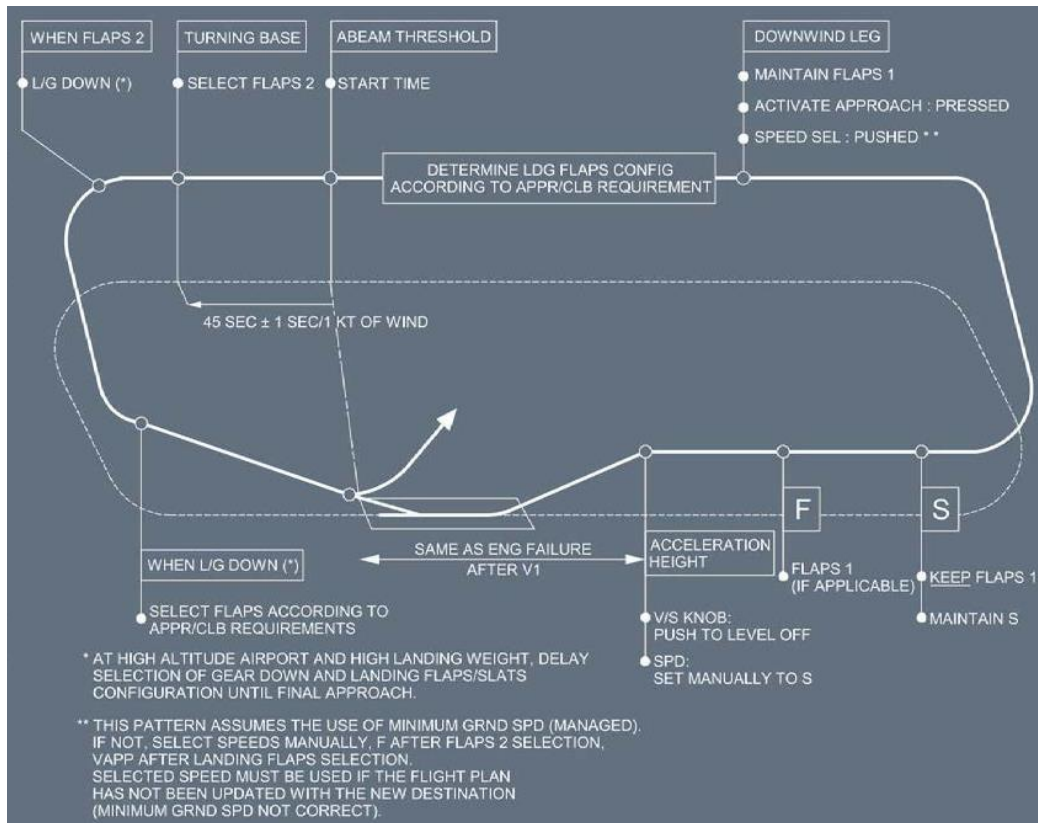 WHEN FLAPS 2
L/G DOWN (*)
TURNING BASE
SELECT FLAPS 2
ABEAM THRESHOLD
START TIME
DOWNWIND LEG
MAINTAIN FLAPS 1
ACTIVATE APPROACH : PRESSED
SPEED SEL : PUSHED * *
DETERMINE LDG FLAPS CONFIG
ACCORDING TO APPR/CLB REQUIREMENT
45 SEC ± 1 SEC/1 KT OF WIND
WHEN L/G DOWN (*)
SELECT FLAPS ACCORDING TO
APPR/CLB REQUIREMENTS
SAME AS ENG FAILURE
AFTER V1
ACCELERATION
HEIGHT
V/S KNOB:
PUSH TO LEVEL OFF
SPD:
SET MANUALLY TO S
F
FLAPS 1
(IF APPLICABLE)
S
KEEP FLAPS 1
MAINTAIN S
* AT HIGH ALTITUDE AIRPORT AND HIGH LANDING WEIGHT, DELAY
SELECTION OF GEAR DOWN AND LANDING FLAPS/SLATS
CONFIGURATION UNTIL FINAL APPROACH.
** THIS PATTERN ASSUMES THE USE OF MINIMUM GRND SPD (MANAGED).
IF NOT, SELECT SPEEDS MANUALLY, F AFTER FLAPS 2 SELECTION,
VAPP AFTER LANDING FLAPS SELECTION.
SELECTED SPEED MUST BE USED IF THE FLIGHT PLAN
HAS NOT BEEN UPDATED WITH THE NEW DESTINATION
(MINIMUM GRND SPD NOT CORRECT).